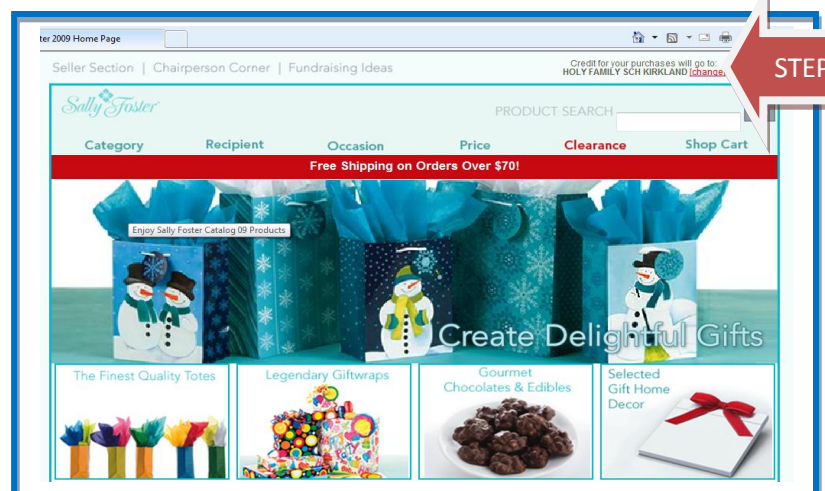 ter 2009 Home Page
Seller Section | Chairperson Corner | Fundraising Ideas
Credit for your purchases will go to:
HOLY FAMILY SCH KIRKLAND [change]
STEP
Sally Foster
PRODUCT SEARCH
Category Recipient Occasion Price Clearance Shop Cart
Free Shipping on Orders Over $70!
Enjoy Sally Foster Catalog 09 Products
Create Delightful Gifts
The Finest Quality Totes
Legendary Giftwraps
Gourmet
Chocolates & Edibles
Selected
Gift Home
Decor